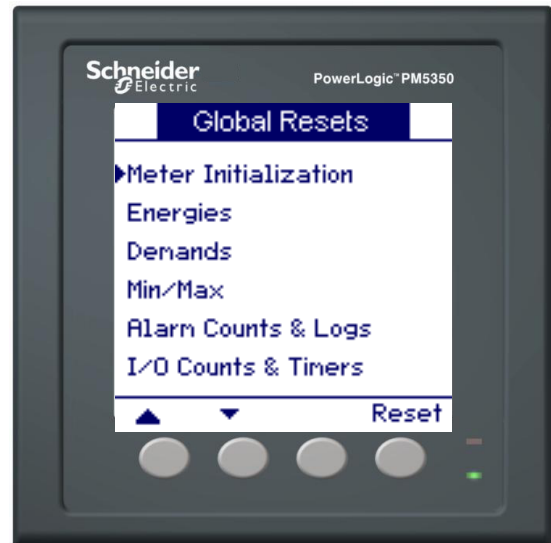 Schneider
Electric
PowerLogic™ PM5350
Global Resets
Meter Initialization
Energies
Demands
Min/Max
Alarm Counts & Logs
I/O Counts & Timers
Reset